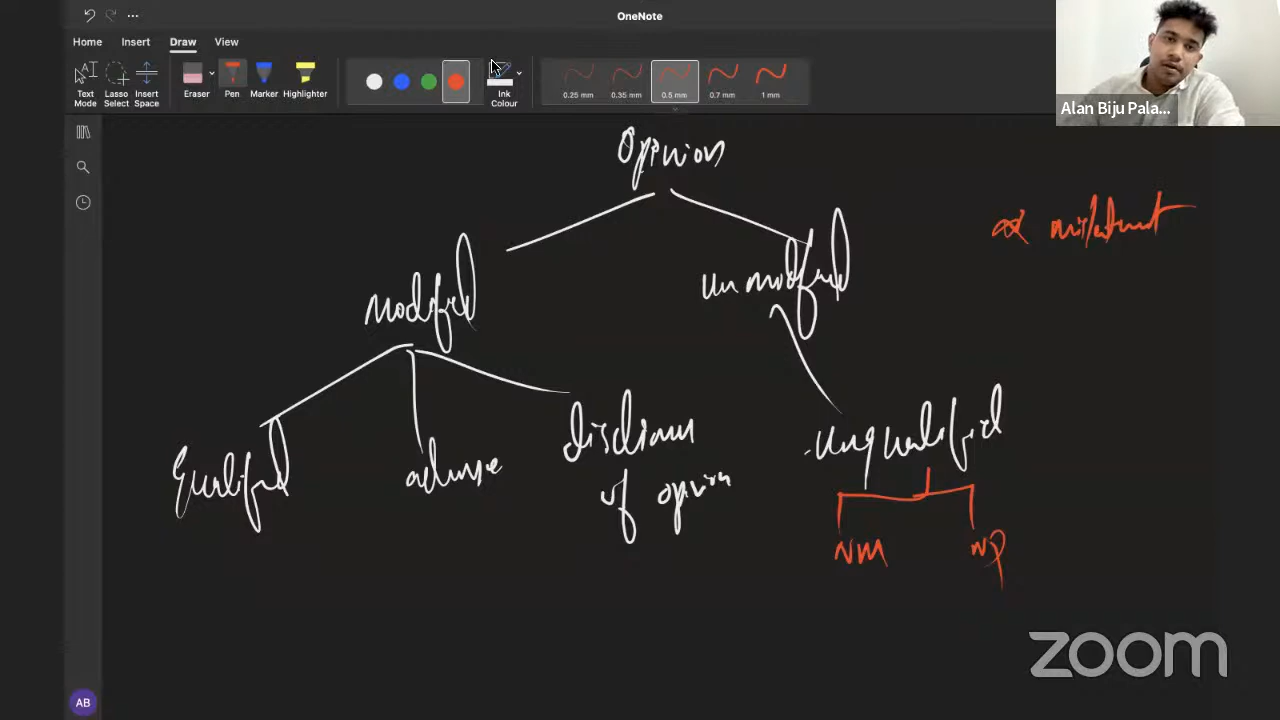 OneNote
Home Insert Draw View
Text Mode
Lasso Select
Insert Space
Eraser
Pen
Marker
Highlighter
Ink Colour
0.25 mm
0.35 mm
0.5 mm
0.7 mm
1 mm
Alan Biju Pala...
Opinion
Modified
unmodified
Qualified
adverse
disclaimer
of opinion
unqualified
NM
NP
AB
zoom